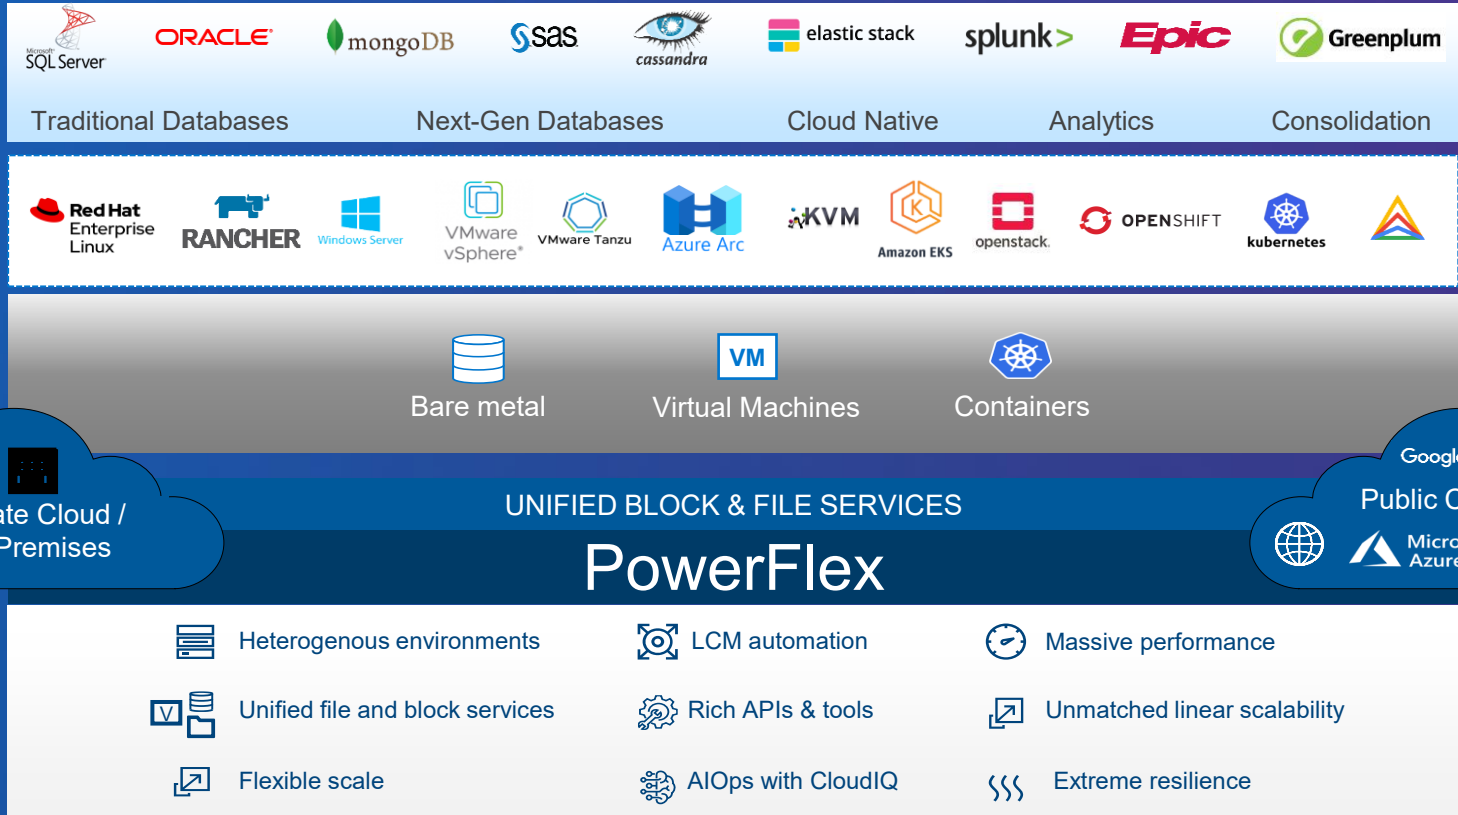 Microsoft®
SQL Server
ORACLE®
mongoDB
sas
cassandra
elastic stack
splunk>
Epic
Greenplum
Traditional Databases
Next-Gen Databases
Cloud Native
Analytics
Consolidation
Red Hat
Enterprise
Linux
RANCHER
Windows Server
VMware
vSphere®
VMware Tanzu
Azure Arc
KVM
Amazon EKS
openstack.
OPENSHIFT
kubernetes
Bare metal
VM
Virtual Machines
Containers
ate Cloud /
Premises
UNIFIED BLOCK & FILE SERVICES
PowerFlex
Google
Public C
Micro
Azure
Heterogenous environments
LCM automation
Massive performance
V
Unified file and block services
Rich APIs & tools
Unmatched linear scalability
Flexible scale
AIOps with CloudIQ
Extreme resilience